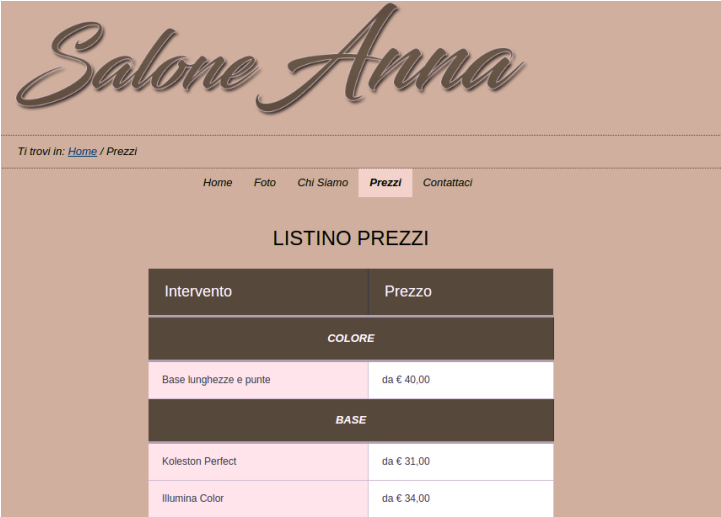 Salone Anna
Ti trovi in: Home / Prezzi
Home Foto Chi Siamo Prezzi Contattaci
LISTINO PREZZI
Intervento Prezzo
COLORE
Base lunghezze e punte da € 40,00
BASE
Koleston Perfect da € 31,00
Illumina Color da € 34,00